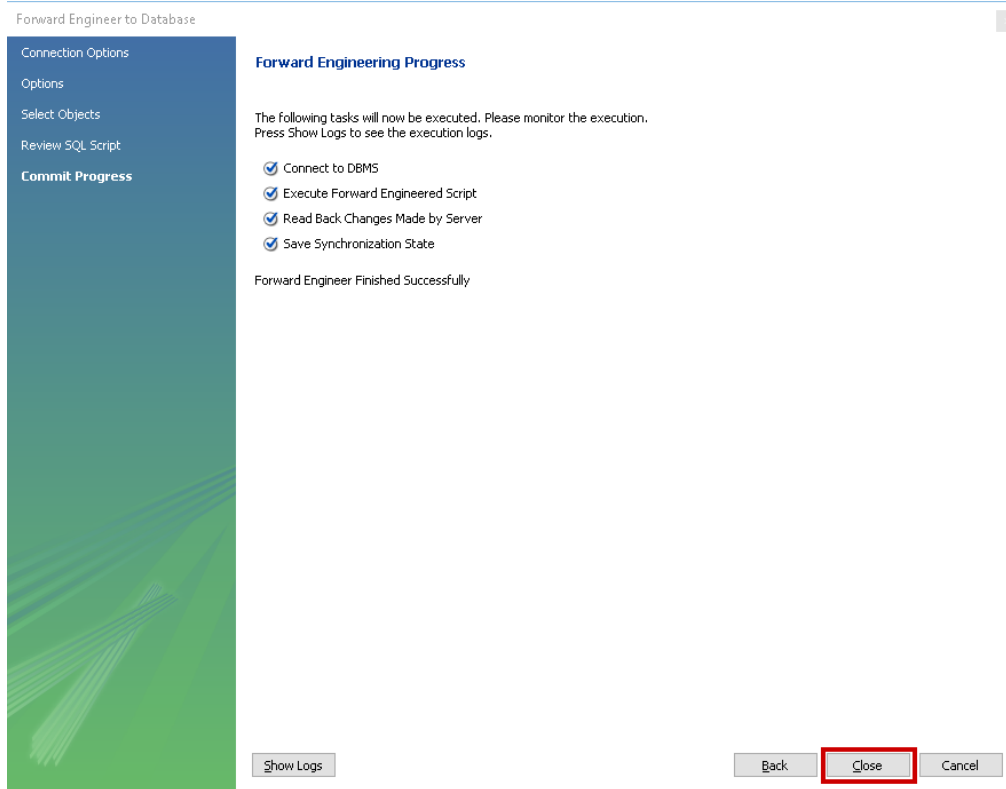 Forward Engineer to Database
Connection Options
Options
Select Objects
Review SQL Script
Commit Progress
Forward Engineering Progress
The following tasks will now be executed. Please monitor the execution.
Press Show Logs to see the execution logs.
Connect to DBMS
Execute Forward Engineered Script
Read Back Changes Made by Server
Save Synchronization State
Forward Engineer Finished Successfully
Show Logs
Back
Close
Cancel